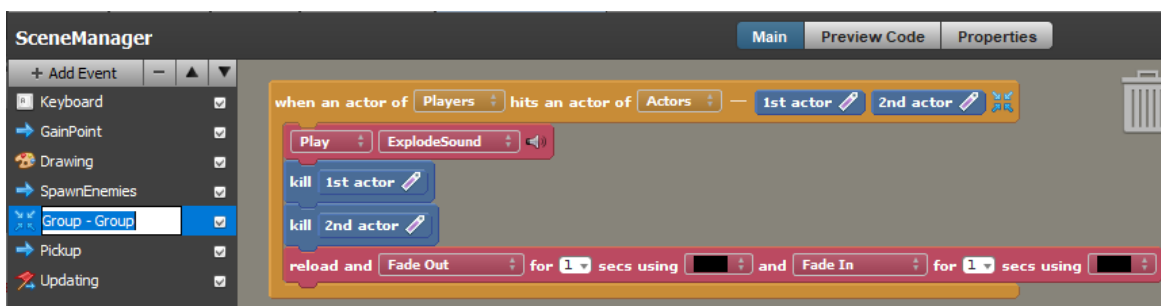 SceneManager
Main Preview Code Properties
+ Add Event
Keyboard
GainPoint
Drawing
SpawnEnemies
Group - Group
Pickup
Updating
when an actor of Players hits an actor of Actors — 1st actor 2nd actor
Play ExplodeSound
kill 1st actor
kill 2nd actor
reload and Fade Out for 1 secs using and Fade In for 1 secs using